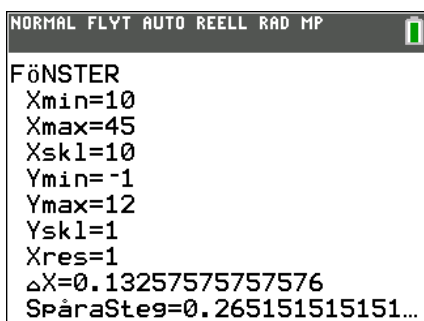 NORMAL FLYT AUTO REELL RAD MP
FöNSTER
Xmin=10
Xmax=45
Xskl=10
Ymin=-1
Ymax=12
Yskl=1
Xres=1
△X=0.13257575757576
SpåraSteg=0.265151515151...